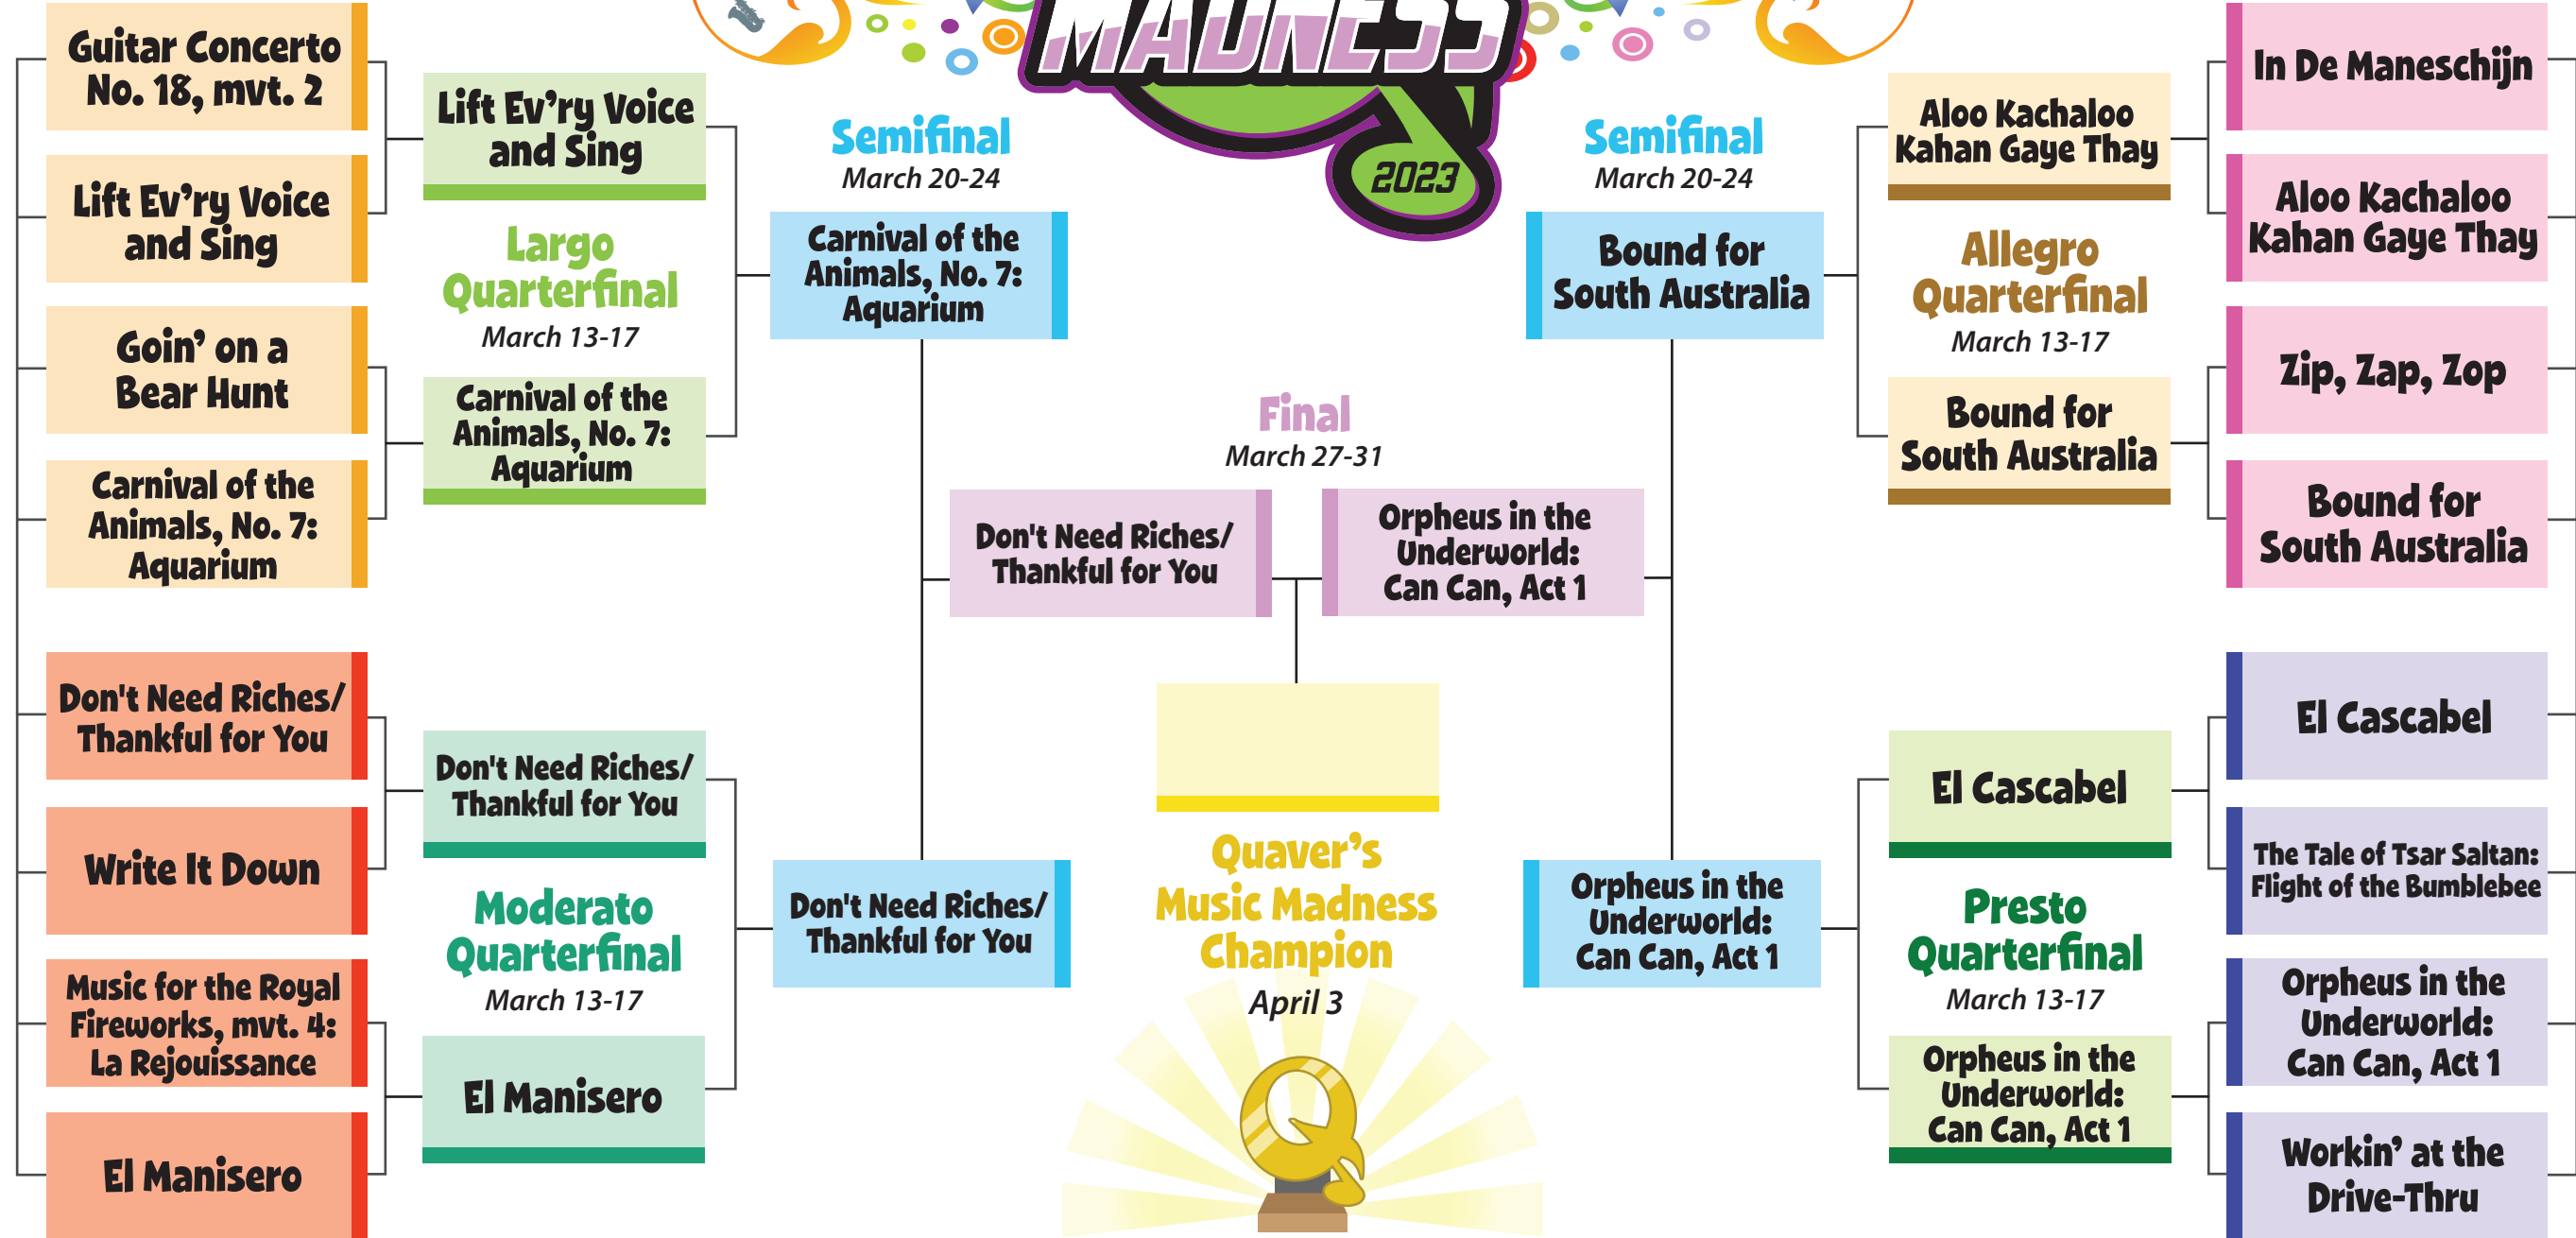 MADNESS
2023
Guitar Concerto
No. 18, mvt. 2
Lift Ev'ry Voice
and Sing
Goin' on a
Bear Hunt
Carnival of the
Animals, No. 7:
Aquarium
Don't Need Riches/
Thankful for You
Write It Down
Music for the Royal
Fireworks, mvt. 4:
La Rejouissance
El Manisero
Lift Ev'ry Voice
and Sing
Largo
Quarterfinal
March 13-17
Carnival of the
Animals, No. 7:
Aquarium
Don't Need Riches/
Thankful for You
Moderato
Quarterfinal
March 13-17
El Manisero
Semifinal
March 20-24
Carnival of the
Animals, No. 7:
Aquarium
Don't Need Riches/
Thankful for You
Final
March 27-31
Don't Need Riches/
Thankful for You
Orpheus in the
Underworld:
Can Can, Act 1
Quaver's
Music Madness
Champion
April 3
Q
Semifinal
March 20-24
Bound for
South Australia
Orpheus in the
Underworld:
Can Can, Act 1
Aloo Kachaloo
Kahan Gaye Thay
Allegro
Quarterfinal
March 13-17
Bound for
South Australia
El Cascabel
Presto
Quarterfinal
March 13-17
Orpheus in the
Underworld:
Can Can, Act 1
In De Maneschijn
Aloo Kachaloo
Kahan Gaye Thay
Zip, Zap, Zop
Bound for
South Australia
El Cascabel
The Tale of Tsar Saltan:
Flight of the Bumblebee
Orpheus in the
Underworld:
Can Can, Act 1
Workin' at the
Drive-Thru